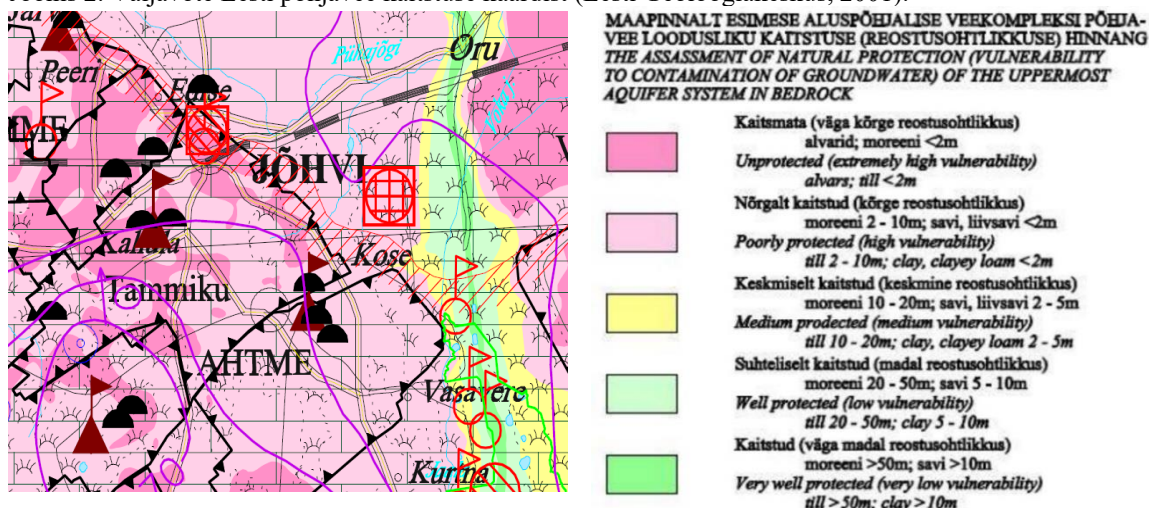 MAAPINNALT ESIMESE ALUSPÕHJALISE VEEKOMPLEKSI PÕHJA-
VEE LOODUSLIKU KAITSTUSE (REOSTUSOHTLIKKUSE) HINNANG
THE ASSASSMENT OF NATURAL PROTECTION (VULNERABILITY
TO CONTAMINATION OF GROUNDWATER) OF THE UPPERMOST
AQUIFER SYSTEM IN BEDROCK
Pühajõgi
Oru
Peeri
Edise
JÕHVI
Kose
Tammiku
AHTME
Vasavere
Kurtna
Kaitsmata (väga kõrge reostusohtlikkus)
alvarid; moreeni <2m
Unprotected (extremely high vulnerability)
alvars; till <2m
Nõrgalt kaitstud (kõrge reostusohtlikkus)
moreeni 2 - 10m; savi, liivsavi <2m
Poorly protected (high vulnerability)
till 2 - 10m; clay, clayey loam <2m
Keskmiselt kaitstud (keskmine reostusohtlikkus)
moreeni 10 - 20m; savi, liivsavi 2 - 5m
Medium prodected (medium vulnerability)
till 10 - 20m; clay, clayey loam 2 - 5m
Suhteliselt kaitstud (madal reostusohtlikkus)
moreeni 20 - 50m; savi 5 - 10m
Well protected (low vulnerability)
till 20 - 50m; clay 5 - 10m
Kaitstud (väga madal reostusohtlikkus)
moreeni >50m; savi >10m
Very well protected (very low vulnerability)
till > 50m; clay > 10m